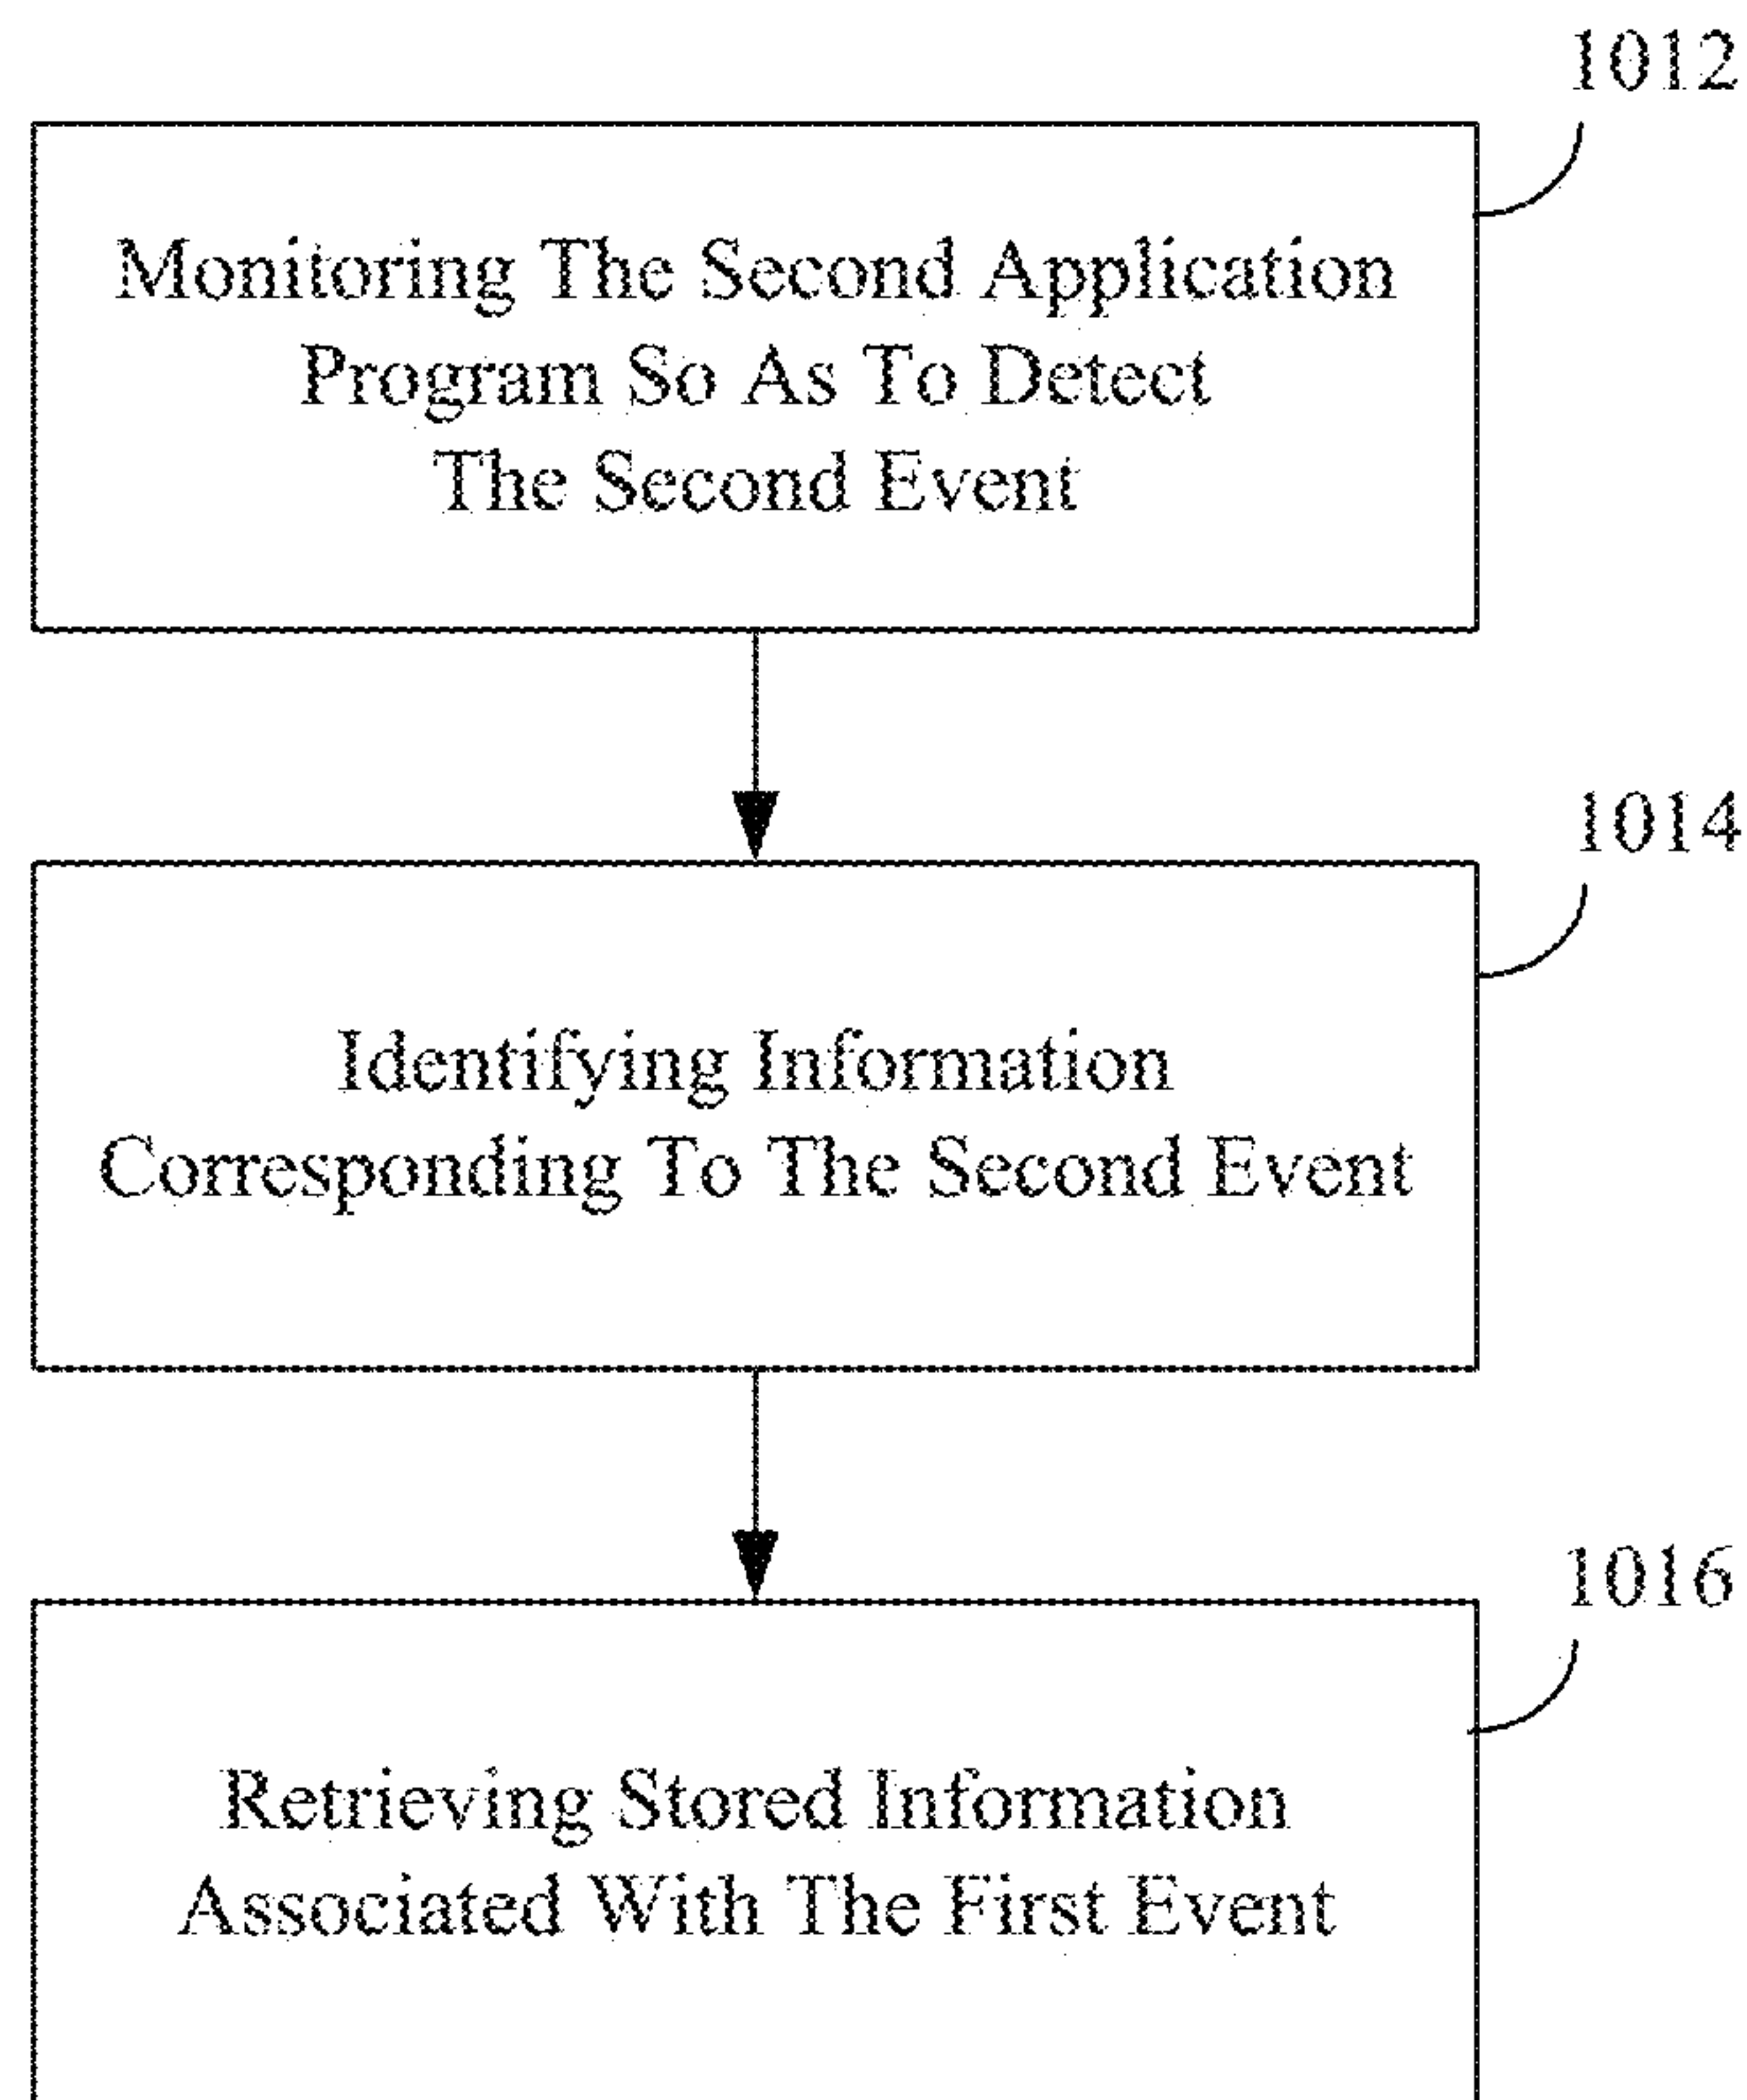 1012
Monitoring The Second Application
Program So As To Detect
The Second Event
1014
Identifying Information
Corresponding To The Second Event
1016
Retrieving Stored Information
Associated With The First Event